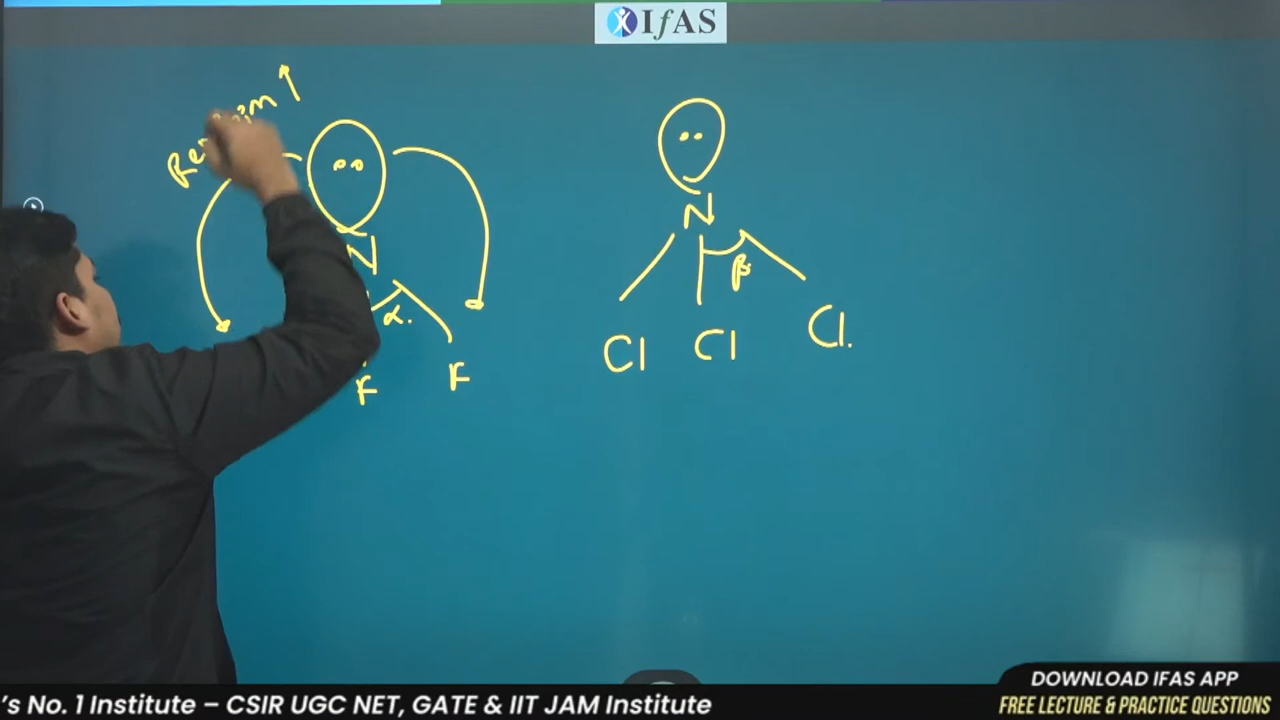 IfAS
N
F
F
α.
N
β
Cl
Cl
Cl.
DOWNLOAD IFAS APP
's No. 1 Institute – CSIR UGC NET, GATE & IIT JAM Institute
FREE LECTURE & PRACTICE QUESTIONS